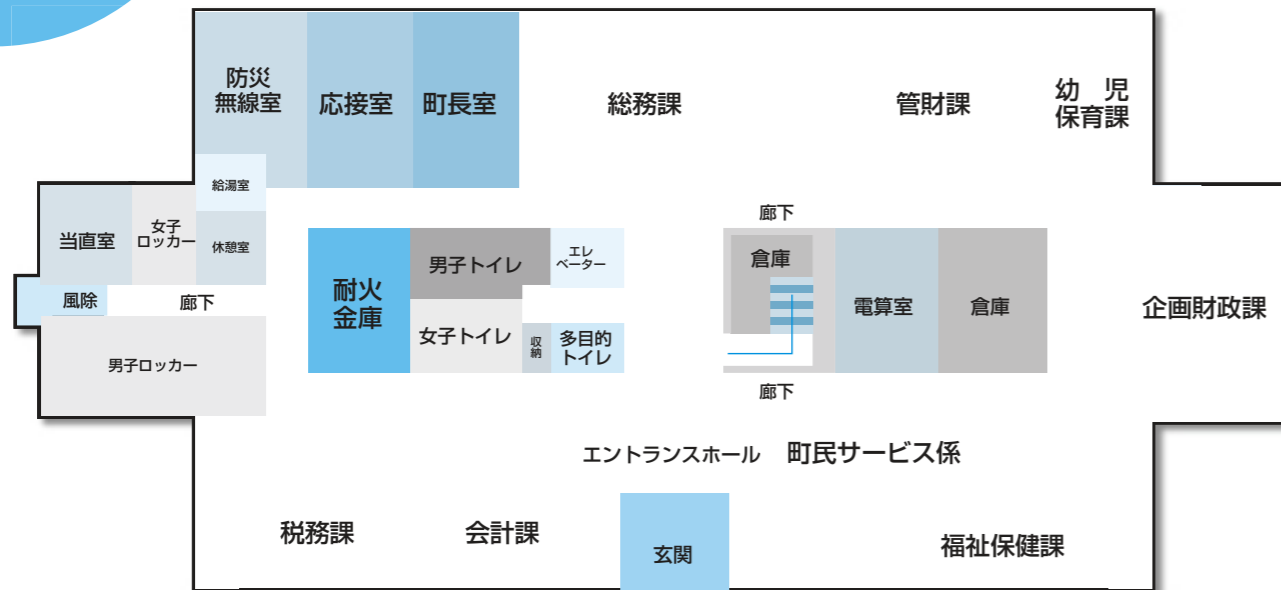 防災
無線室
応接室
町長室
総務課
管財課
幼 児
保育課
給湯室
当直室
女子
ロッカー
休憩室
風除
廊下
男子ロッカー
耐火
金庫
男子トイレ
エレ
ベーター
女子トイレ
収納
多目的
トイレ
廊下
倉庫
電算室
倉庫
廊下
企画財政課
エントランスホール 町民サービス係
税務課
会計課
玄関
福祉保健課